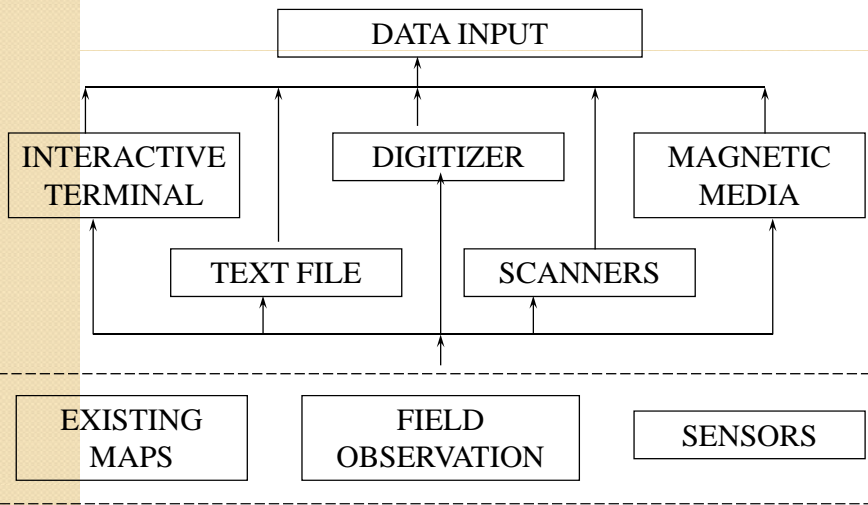 DATA INPUT
INTERACTIVE
TERMINAL
DIGITIZER
MAGNETIC
MEDIA
TEXT FILE
SCANNERS
EXISTING
MAPS
FIELD
OBSERVATION
SENSORS